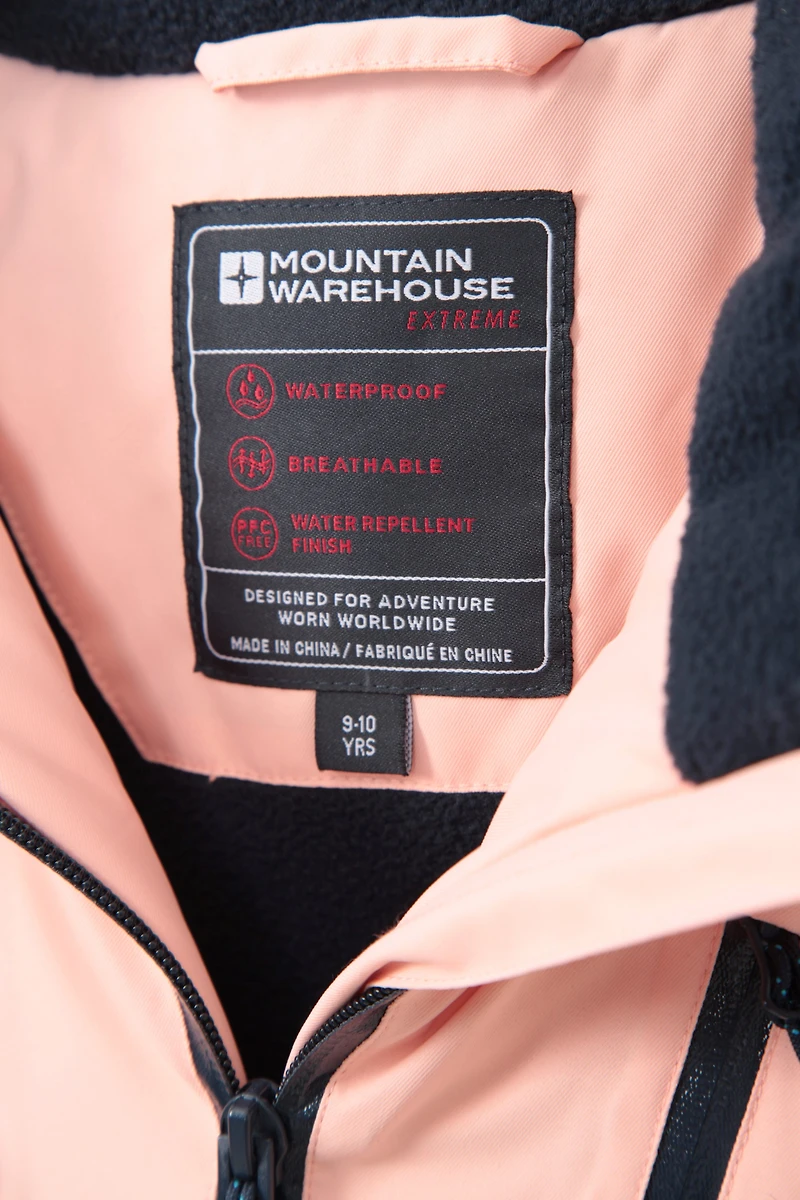 MOUNTAIN
WAREHOUSE
EXTREME
WATERPROOF
BREATHABLE
PFC
FREE
WATER REPELLENT
FINISH
DESIGNED FOR ADVENTURE
WORN WORLDWIDE
MADE IN CHINA / FABRIQUÉ EN CHINE
9-10
YRS